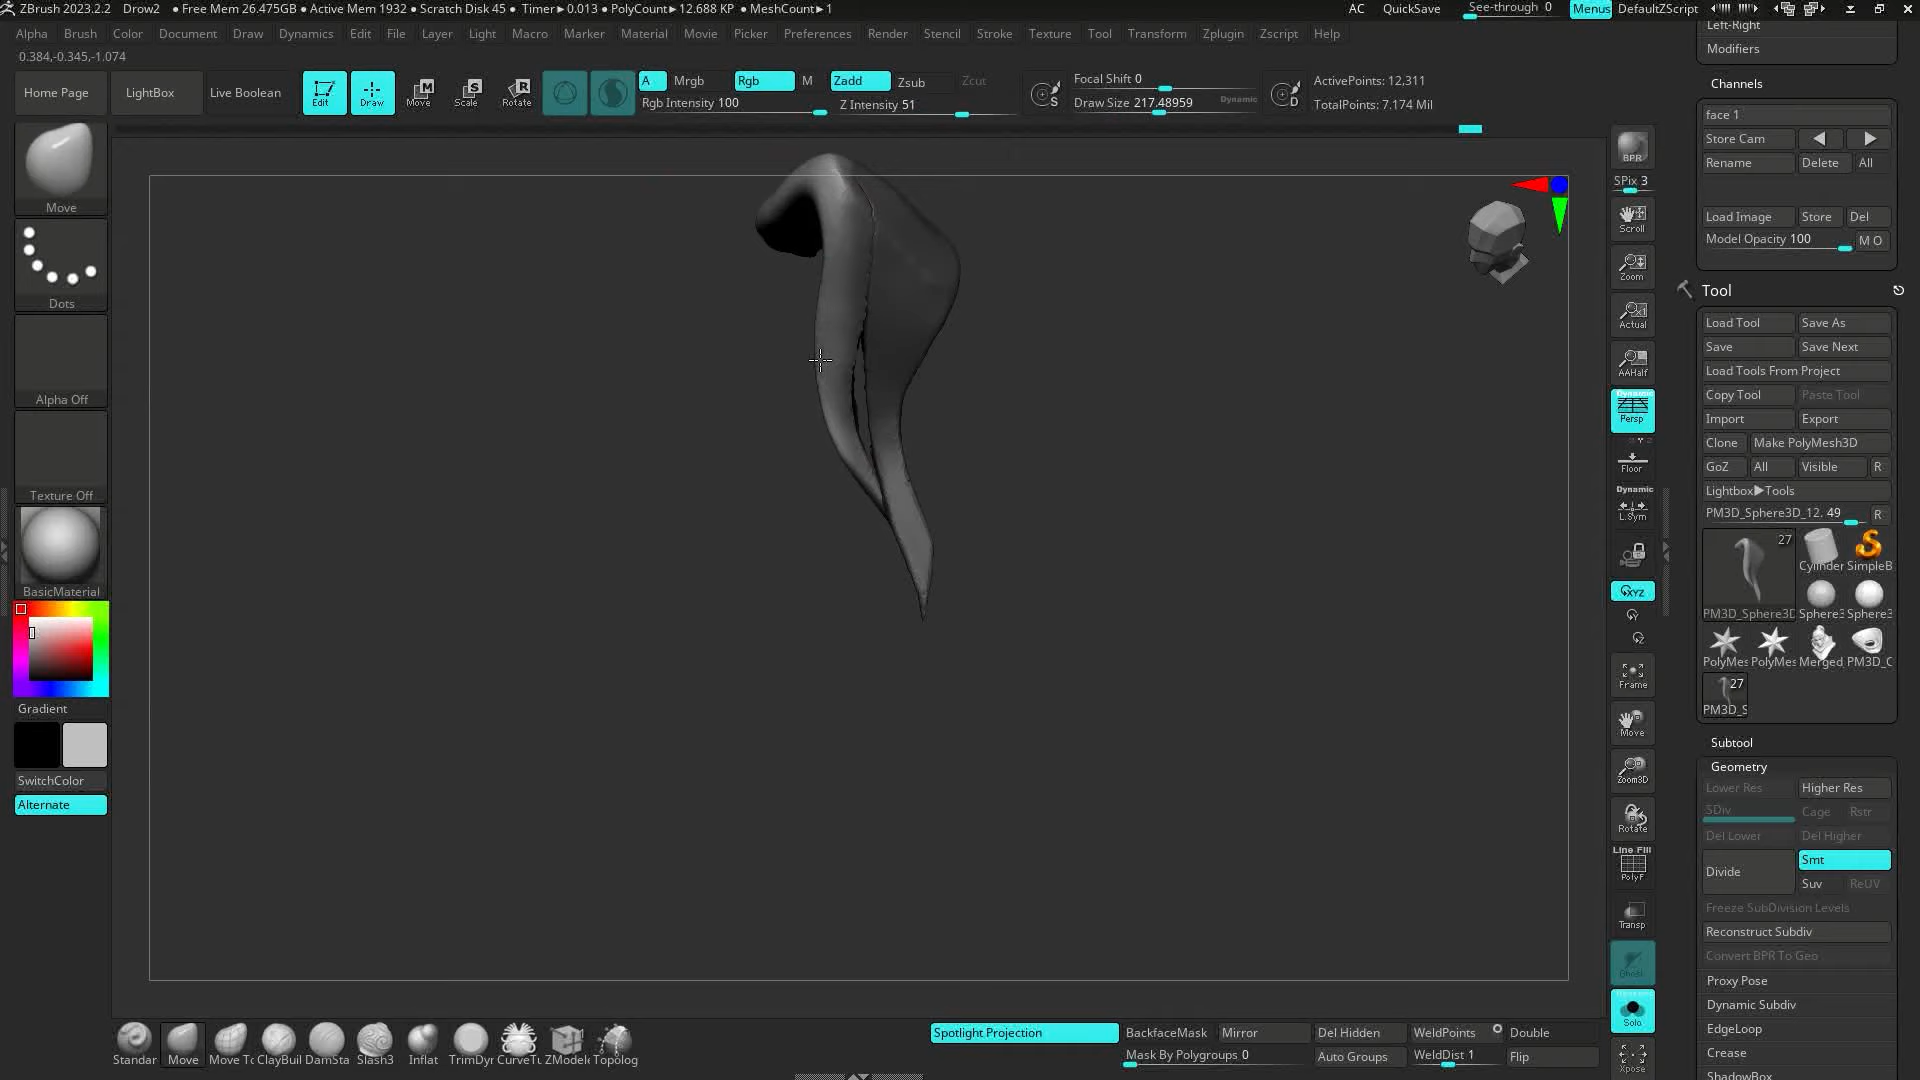 ZBrush 2023.2.2 Drow2 • Free Mem 26.475GB • Active Mem 1932 • Scratch Disk 45 • Timer►0.013 • PolyCount►12.688 KP • MeshCount►1 AC QuickSave See-through 0 Menus DefaultZScript
Alpha Brush Color Document Draw Dynamics Edit File Layer Light Macro Marker Material Movie Picker Preferences Render Stencil Stroke Texture Tool Transform Zplugin Zscript Help
0.384,-0.345,-1.074
Home Page LightBox Live Boolean Edit Draw Move Scale Rotate
A Mrgb Rgb M Zadd Zsub Zcut
Rgb Intensity 100 Z Intensity 51
Focal Shift 0
Draw Size 217.48959 Dynamic
S
D
ActivePoints: 12,311
TotalPoints: 7.174 Mil
Move
Dots
Alpha Off
Texture Off
BasicMaterial
Gradient
SwitchColor
Alternate
BPR
SPix 3
Scroll
Zoom
Actual
AAHalf
Dynamic
Persp
Floor
Dynamic
L.Sym
XYZ
Frame
Move
Zoom3D
Rotate
Line Fill
PolyF
Transp
Ghost
Dynamic
Solo
Xpose
Left-Right
Modifiers
Channels
face 1
Store Cam
Rename Delete All
Load Image Store Del
Model Opacity 100 M O
Tool
Load Tool Save As
Save Save Next
Load Tools From Project
Copy Tool Paste Tool
Import Export
Clone Make PolyMesh3D
GoZ All Visible R
Lightbox►Tools
PM3D_Sphere3D_12. 49 R
27
Cylinder SimpleB
PM3D_Sphere3D Sphere3 Sphere3
PolyMes PolyMes Merged PM3D_C
27
PM3D_S
Subtool
Geometry
Lower Res Higher Res
SDiv Cage Rstr
Del Lower Del Higher
Divide Smt
Suv ReUV
Freeze SubDivision Levels
Reconstruct Subdiv
Convert BPR To Geo
Proxy Pose
Dynamic Subdiv
EdgeLoop
Crease
ShadowBox
Standar Move Move To ClayBuil DamSta Slash3 Inflat TrimDyr CurveTu ZModele Topolog
Spotlight Projection BackfaceMask Mirror Del Hidden WeldPoints Double
Mask By Polygroups 0 Auto Groups WeldDist 1 Flip